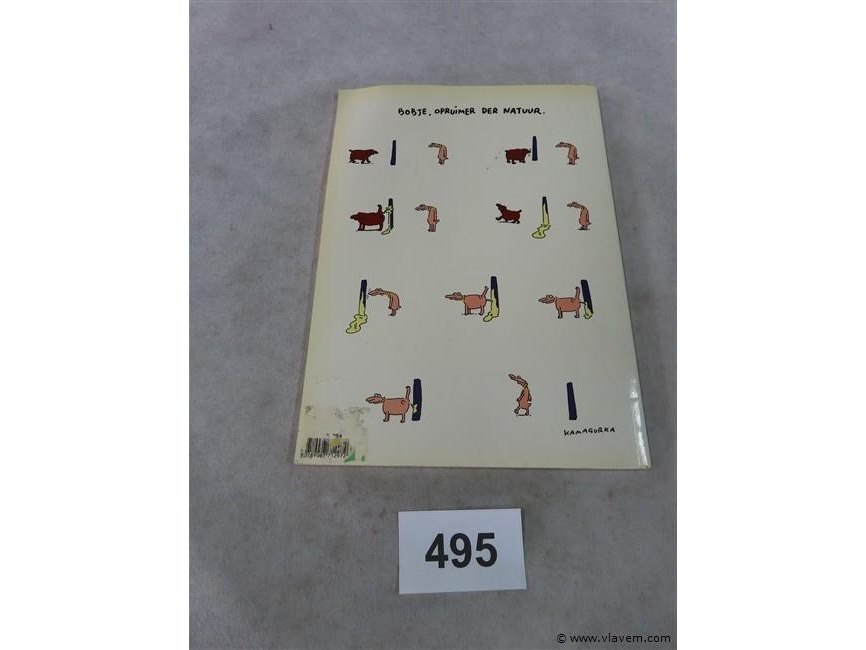 BOBJE, OPRUIMER DER NATUUR.
KAMAGURKA
495
© www.vlavem.com